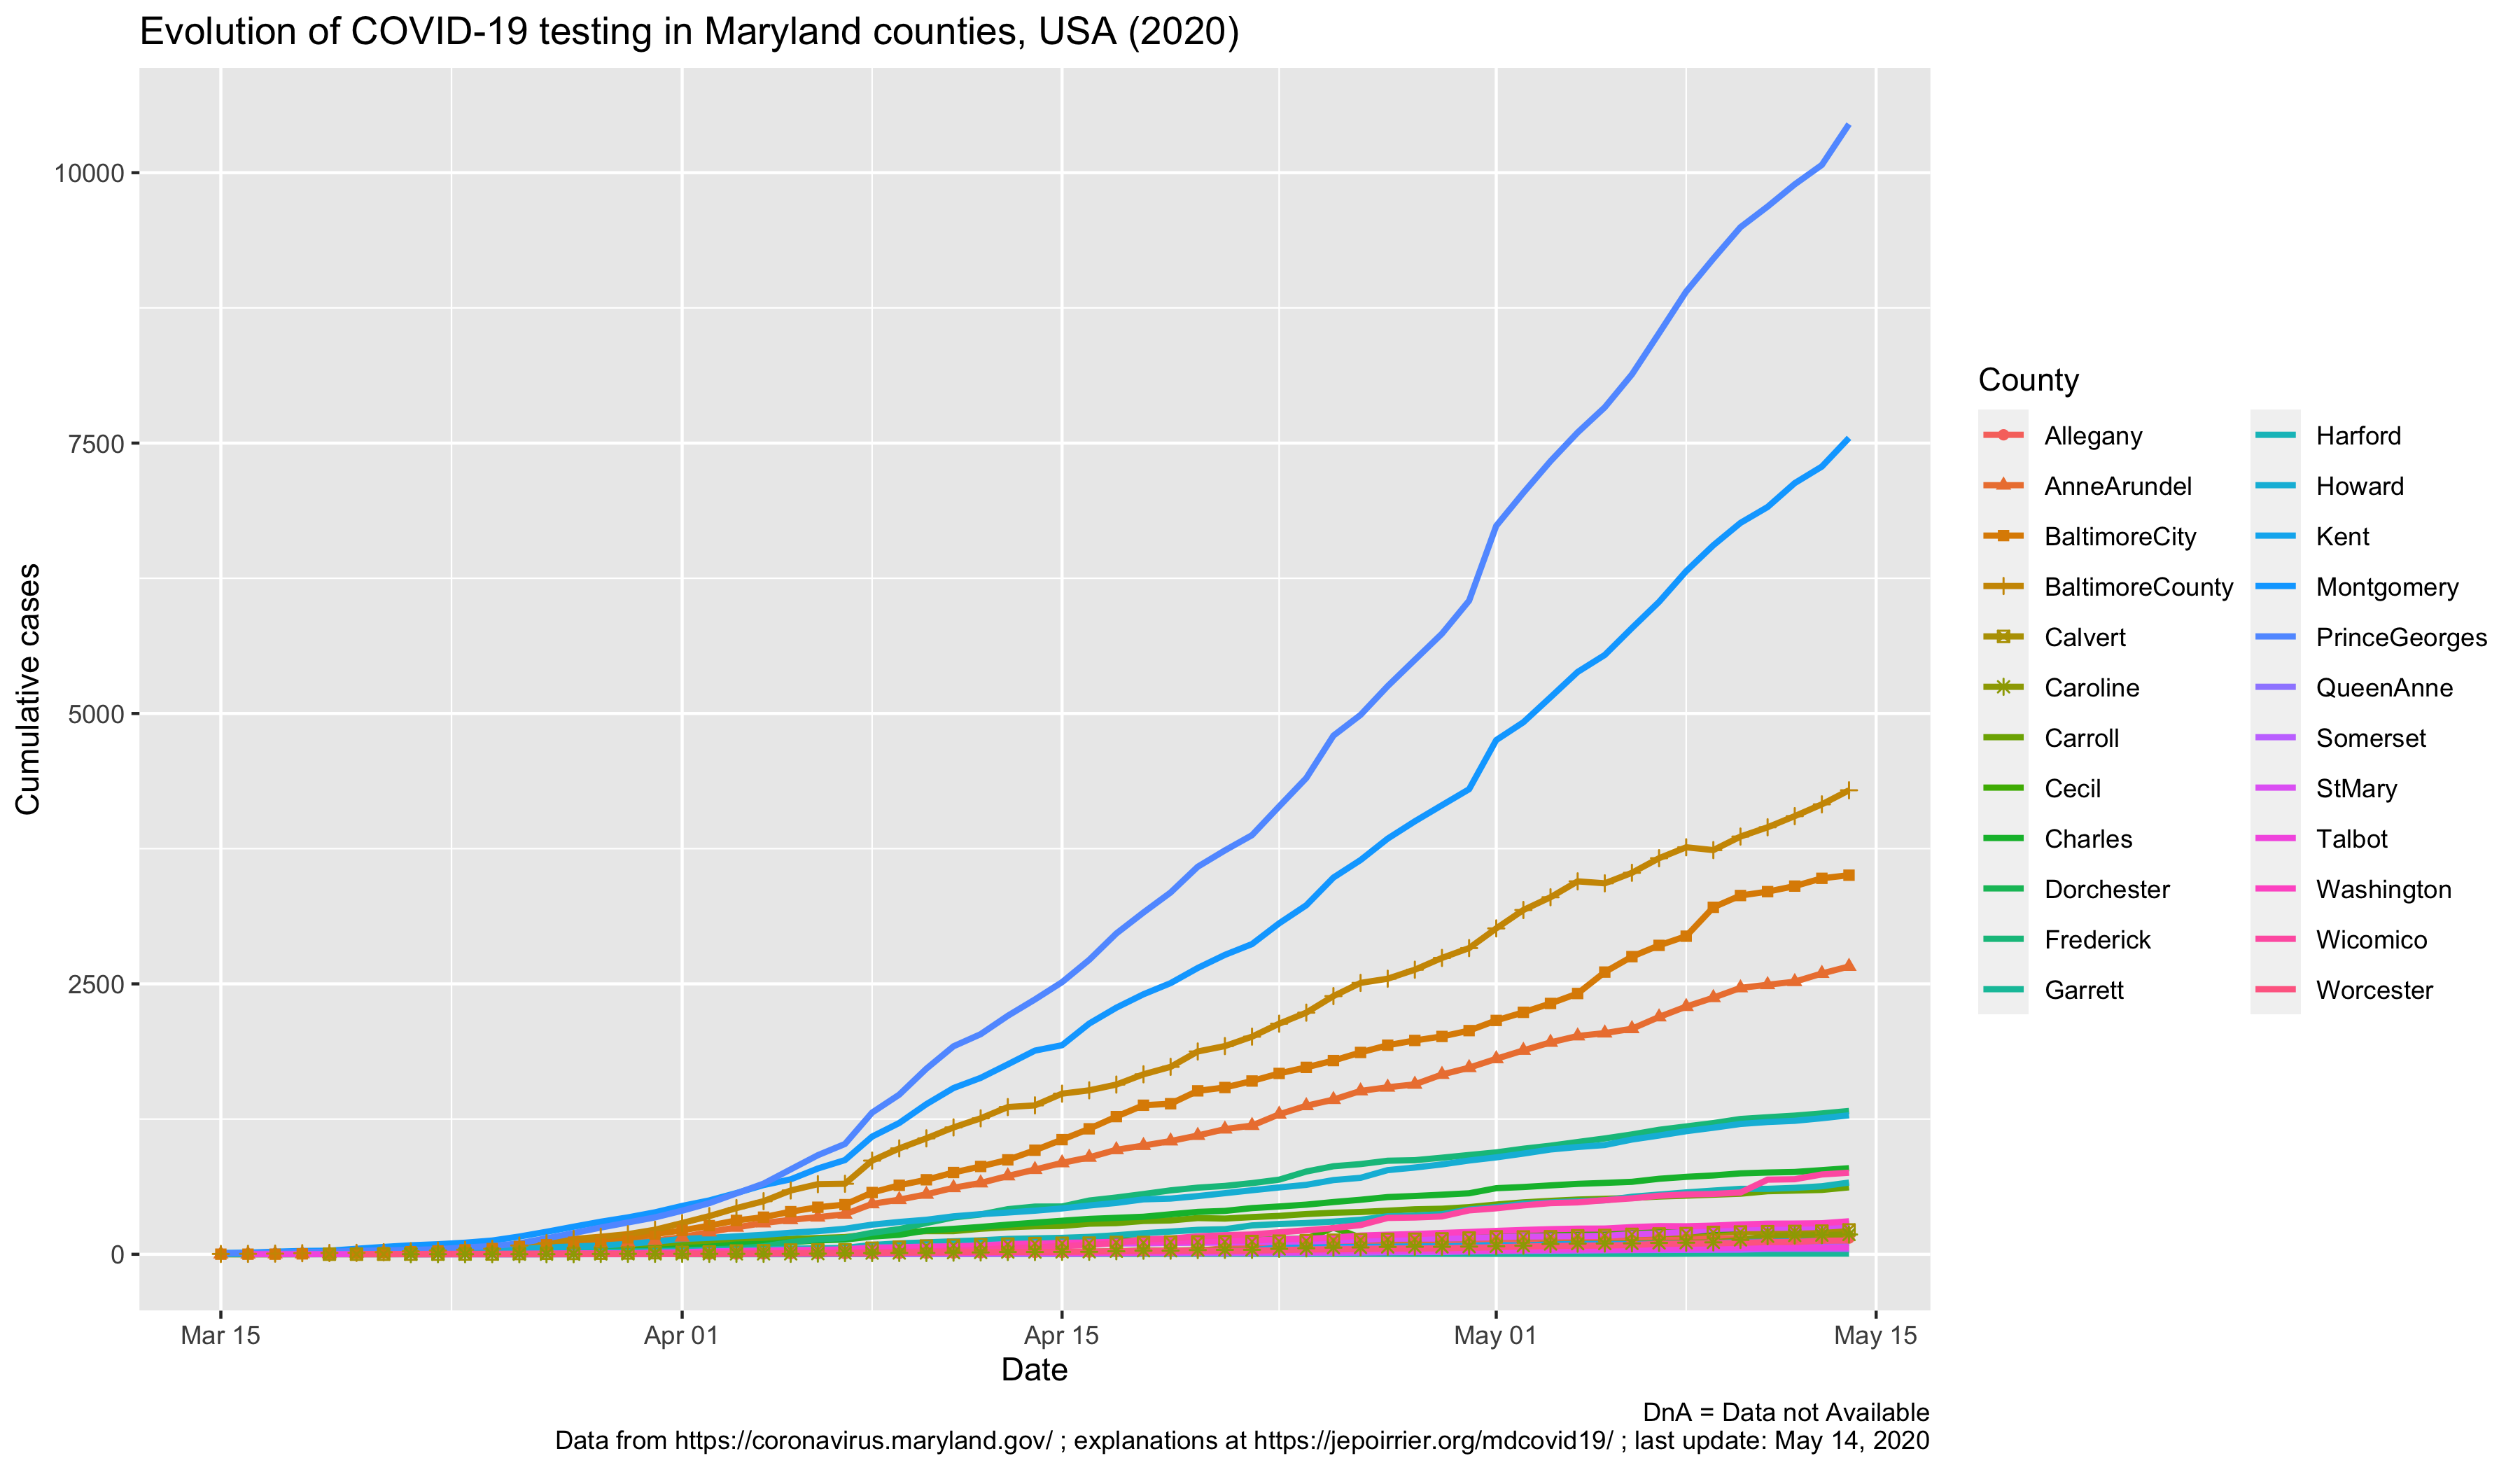 Evolution of COVID-19 testing in Maryland counties, USA (2020)
Cumulative cases
10000
7500
5000
2500
0
Mar 15
Apr 01
Apr 15
May 01
May 15
Date
County
Allegany
AnneArundel
BaltimoreCity
BaltimoreCounty
Calvert
Caroline
Carroll
Cecil
Charles
Dorchester
Frederick
Garrett
Harford
Howard
Kent
Montgomery
PrinceGeorges
QueenAnne
Somerset
StMary
Talbot
Washington
Wicomico
Worcester
DnA = Data not Available
Data from https://coronavirus.maryland.gov/ ; explanations at https://jepoirrier.org/mdcovid19/ ; last update: May 14, 2020